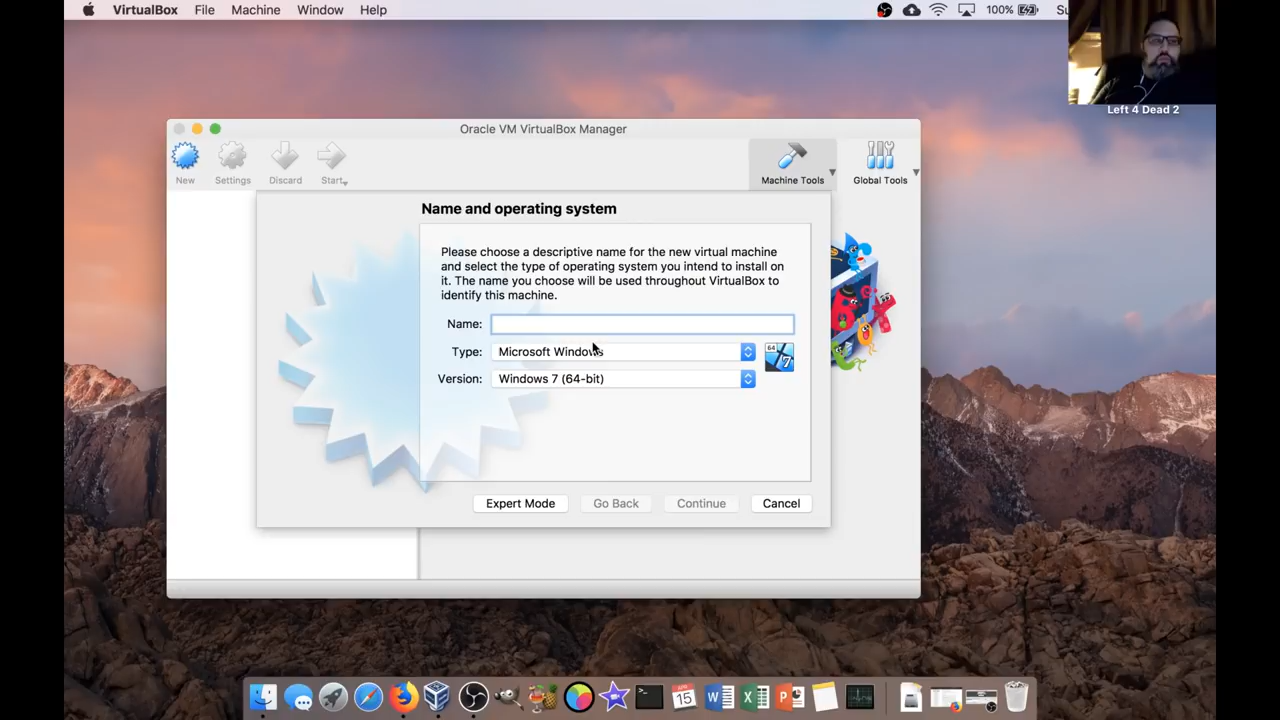 VirtualBox File Machine Window Help
100%
Left 4 Dead 2
Oracle VM VirtualBox Manager
New Settings Discard Start
Machine Tools Global Tools
Name and operating system
Please choose a descriptive name for the new virtual machine
and select the type of operating system you intend to install on
it. The name you choose will be used throughout VirtualBox to
identify this machine.
Name:
Type: Microsoft Windows
64
7
Version: Windows 7 (64-bit)
Expert Mode Go Back Continue Cancel
APR
15